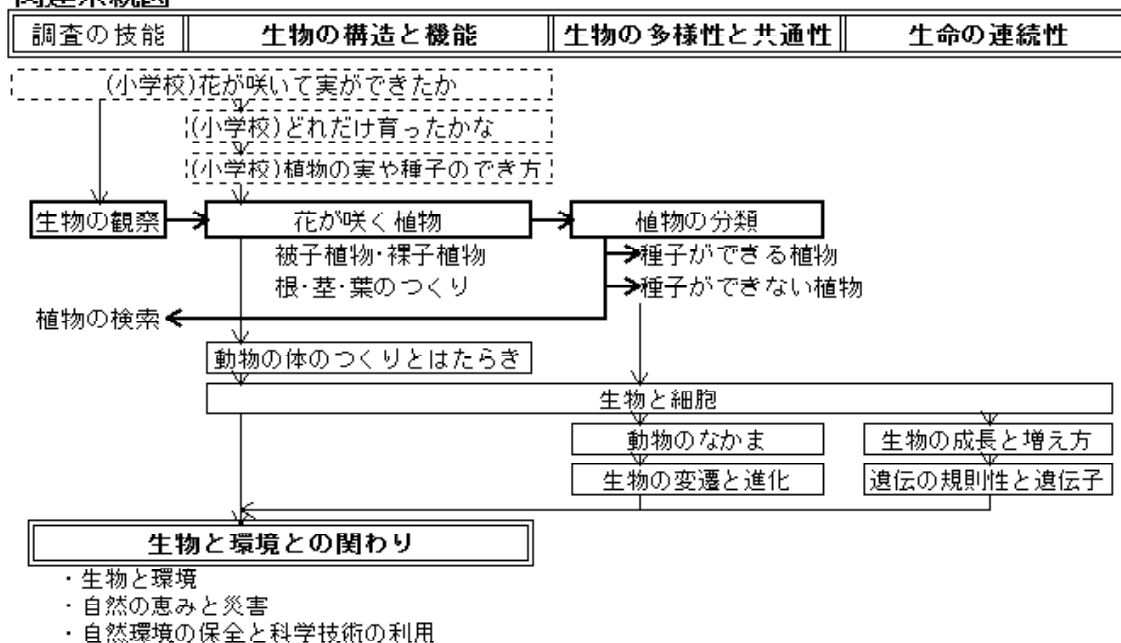 調査の技能 生物の構造と機能 生物の多様性と共通性 生命の連続性
(小学校)花が咲いて実ができたか
(小学校)どれだけ育ったかな
(小学校)植物の実や種子のでき方
生物の観察 花が咲く植物 植物の分類
被子植物・裸子植物 種子ができる植物
根・茎・葉のつくり 種子ができない植物
植物の検索
動物の体のつくりとはたらき
生物と細胞
動物のなかま 生物の成長と増え方
生物の変遷と進化 遺伝の規則性と遺伝子
生物と環境との関わり
・生物と環境
・自然の恵みと災害
・自然環境の保全と科学技術の利用